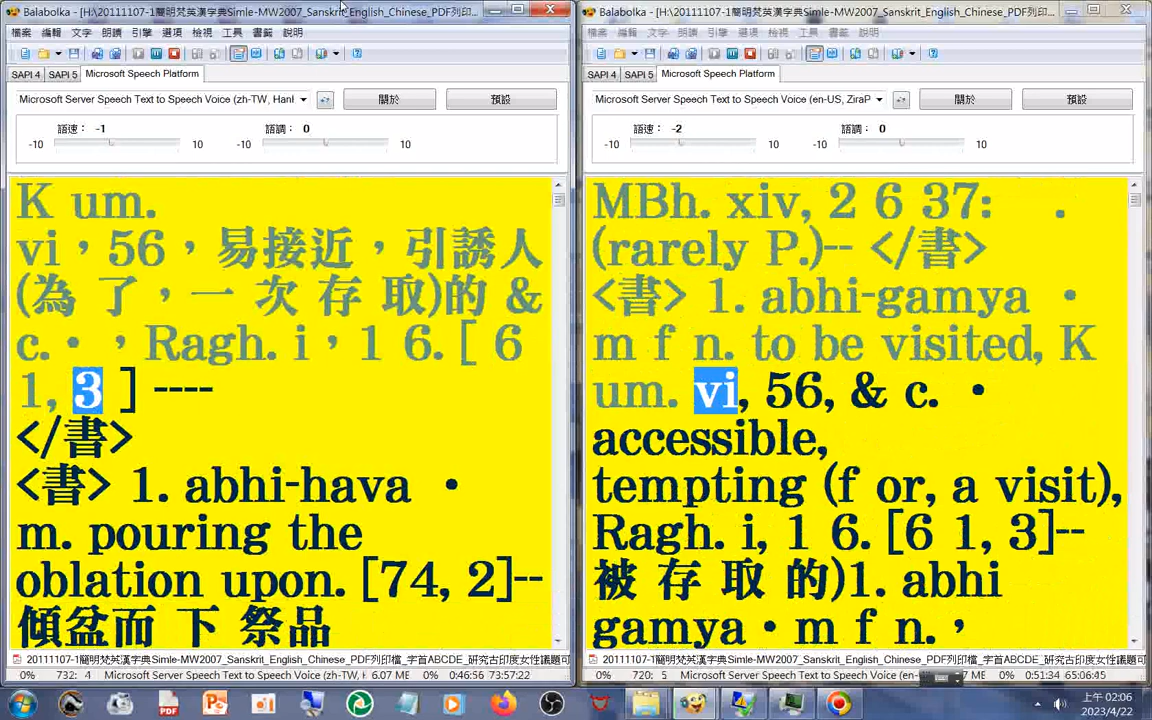 Balabolka - [H:\20111107-1簡明梵英漢字典Simle-MW2007_Sanskrit_English_Chinese_PDF列印...
檔案 編輯 文字 朗讀 引擎 選項 檢視 工具 書籤 說明
SAPI 4 SAPI 5 Microsoft Speech Platform
Microsoft Server Speech Text to Speech Voice (zh-TW, Hanl
關於 預設
語速： -1 語調： 0
-10 10 -10 10
K um.
vi，56，易接近，引誘人
(為 了，一 次 存 取)的 &
c.•，Ragh. i，1 6.[ 6
1, 3 ] ----
</書>
<書> 1. abhi-hava •
m. pouring the
oblation upon. [74, 2]--
傾盆而 下 祭品
20111107-1簡明梵英漢字典Simle-MW2007_Sanskrit_English_Chinese_PDF列印檔_字首ABCDE_研究古印度女性議題可
0% 732: 4 Microsoft Server Speech Text to Speech Voice (zh-TW, H 6.07 MB 0% 0:46:56 73:57:22
Balabolka - [H:\20111107-1簡明梵英漢字典Simle-MW2007_Sanskrit_English_Chinese_PDF列印...
檔案 編輯 文字 朗讀 引擎 選項 檢視 工具 書籤 說明
SAPI 4 SAPI 5 Microsoft Speech Platform
Microsoft Server Speech Text to Speech Voice (en-US, ZiraP
關於 預設
語速： -2 語調： 0
-10 10 -10 10
MBh. xiv, 2 6 37: .
(rarely P.)-- </書>
<書> 1. abhi-gamya •
m f n. to be visited, K
um. vi, 56, & c. •
accessible,
tempting (f or, a visit),
Ragh. i, 1 6. [6 1, 3]--
被 存 取 的)1. abhi
gamya•m f n.，
20111107-1簡明梵英漢字典Simle-MW2007_Sanskrit_English_Chinese_PDF列印檔_字首ABCDE_研究古印度女性議題可
0% 720: 5 Microsoft Server Speech Text to Speech Voice 0% 0:51:34 65:06:45
上午 02:06
2023/4/22